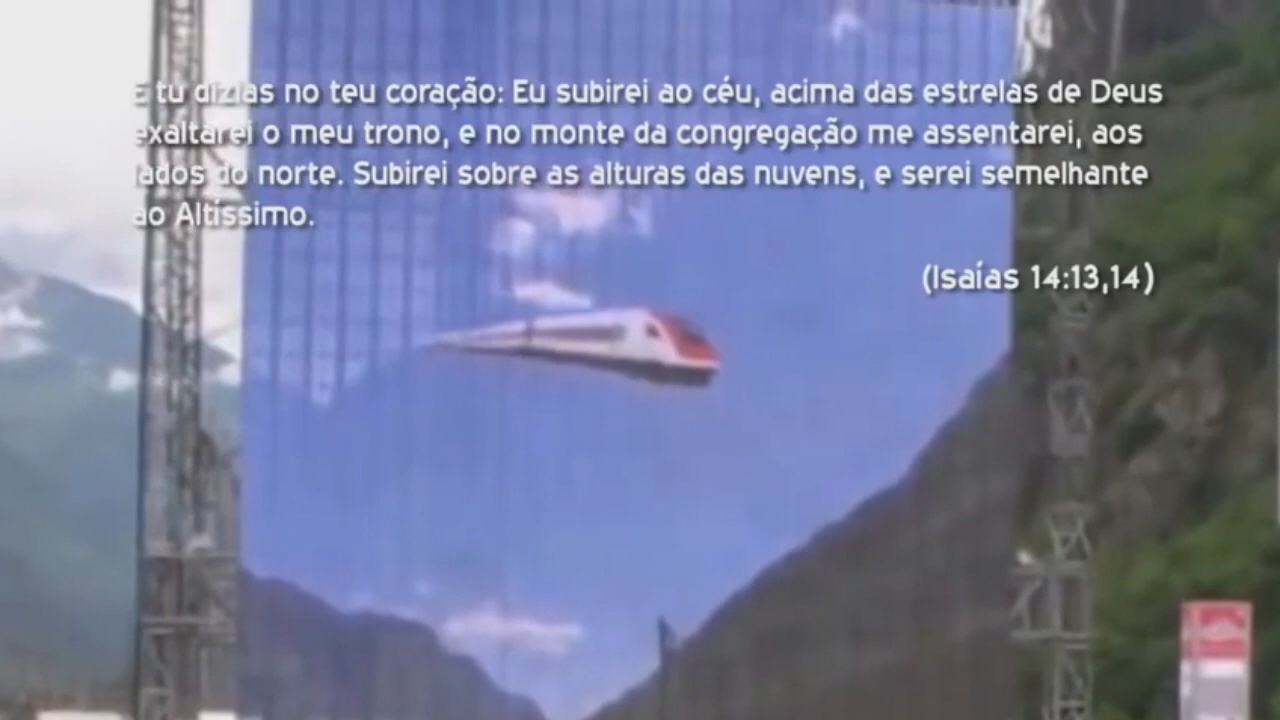 E tu dizias no teu coração: Eu subirei ao céu, acima das estrelas de Deus
exaltarei o meu trono, e no monte da congregação me assentarei, aos
lados do norte. Subirei sobre as alturas das nuvens, e serei semelhante
ao Altíssimo.
(Isaías 14:13,14)